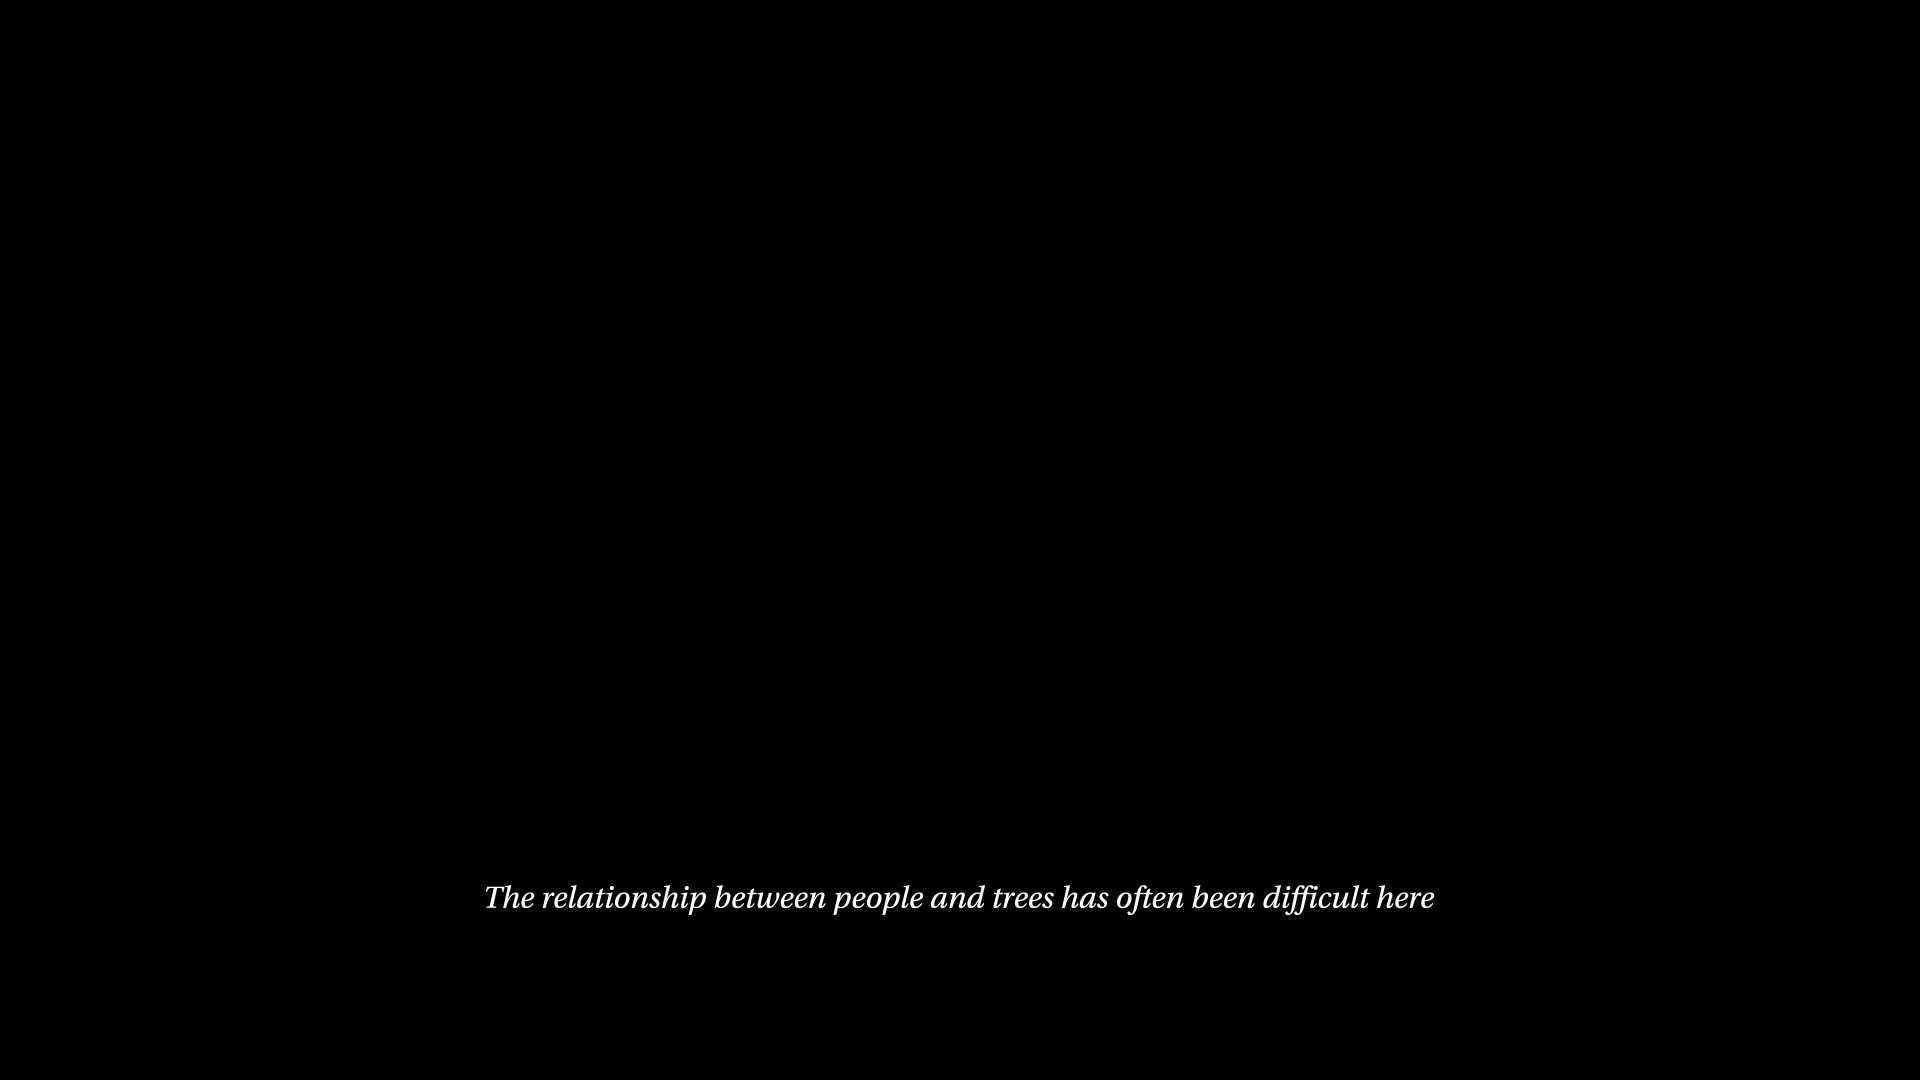 The relationship between people and trees has often been difficult here